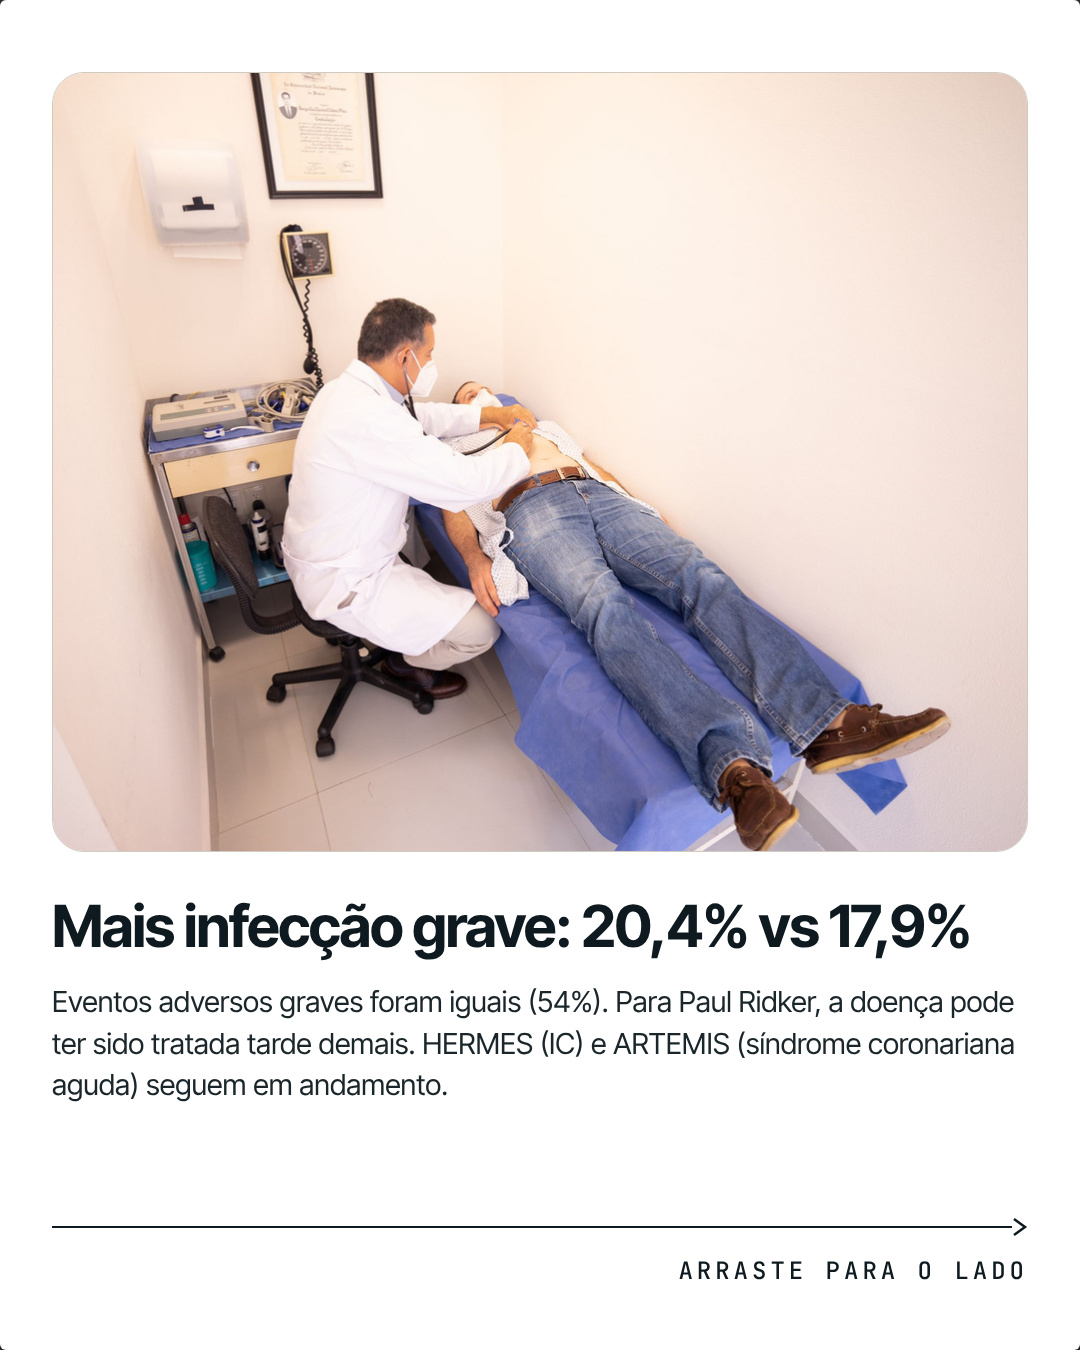 Mais infecção grave: 20,4% vs 17,9%
Eventos adversos graves foram iguais (54%). Para Paul Ridker, a doença pode
ter sido tratada tarde demais. HERMES (IC) e ARTEMIS (síndrome coronariana
aguda) seguem em andamento.
ARRASTE PARA O LADO